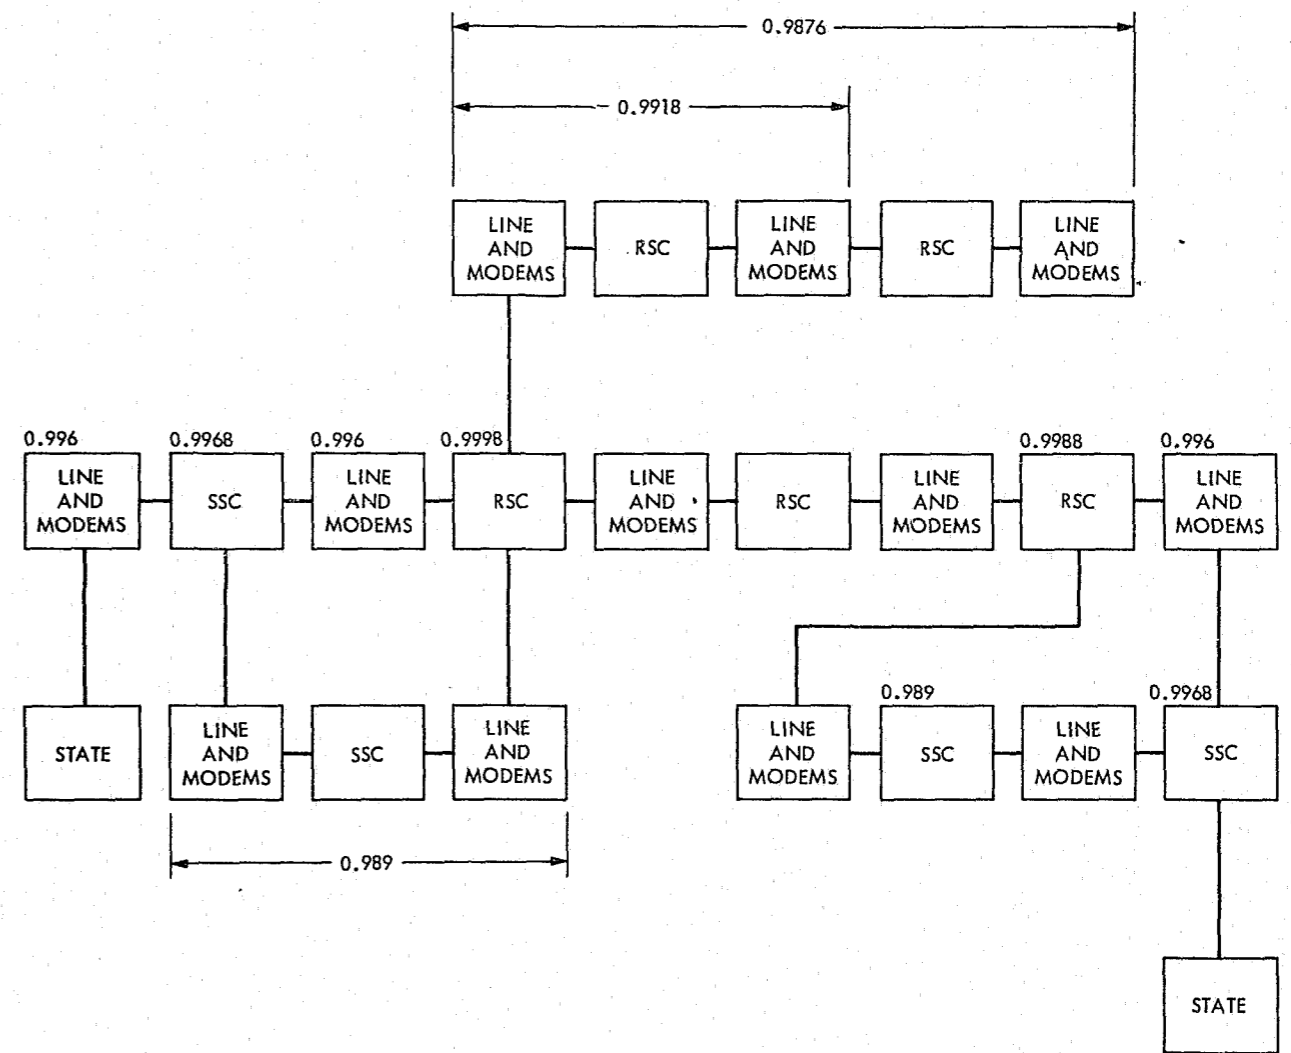 0.9876
0.9918
LINE
AND
MODEMS
RSC
LINE
AND
MODEMS
RSC
LINE
AND
MODEMS
0.996
0.9968
0.996
0.9998
0.9988
0.996
LINE
AND
MODEMS
SSC
LINE
AND
MODEMS
RSC
LINE
AND
MODEMS
RSC
LINE
AND
MODEMS
RSC
LINE
AND
MODEMS
0.989
0.9968
STATE
LINE
AND
MODEMS
SSC
LINE
AND
MODEMS
LINE
AND
MODEMS
SSC
LINE
AND
MODEMS
SSC
0.989
STATE